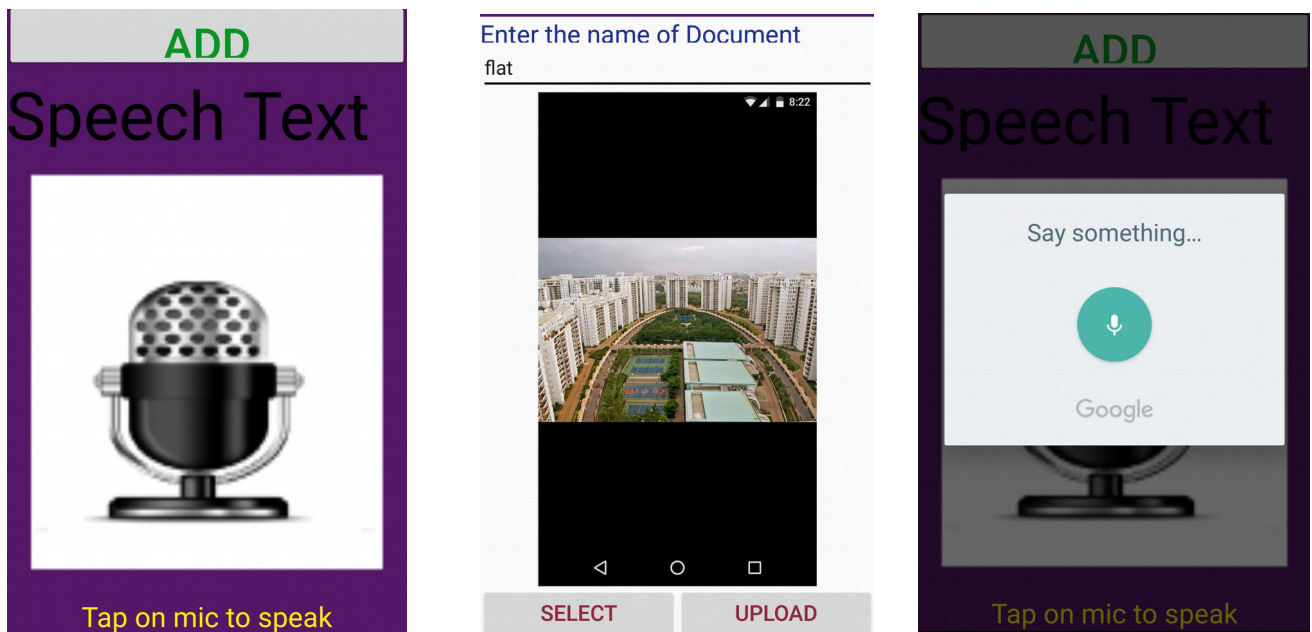 ADD
Speech Text
Tap on mic to speak
Enter the name of Document
flat
8:22
SELECT UPLOAD
ADD
Speech Text
Say something...
Google
Tap on mic to speak